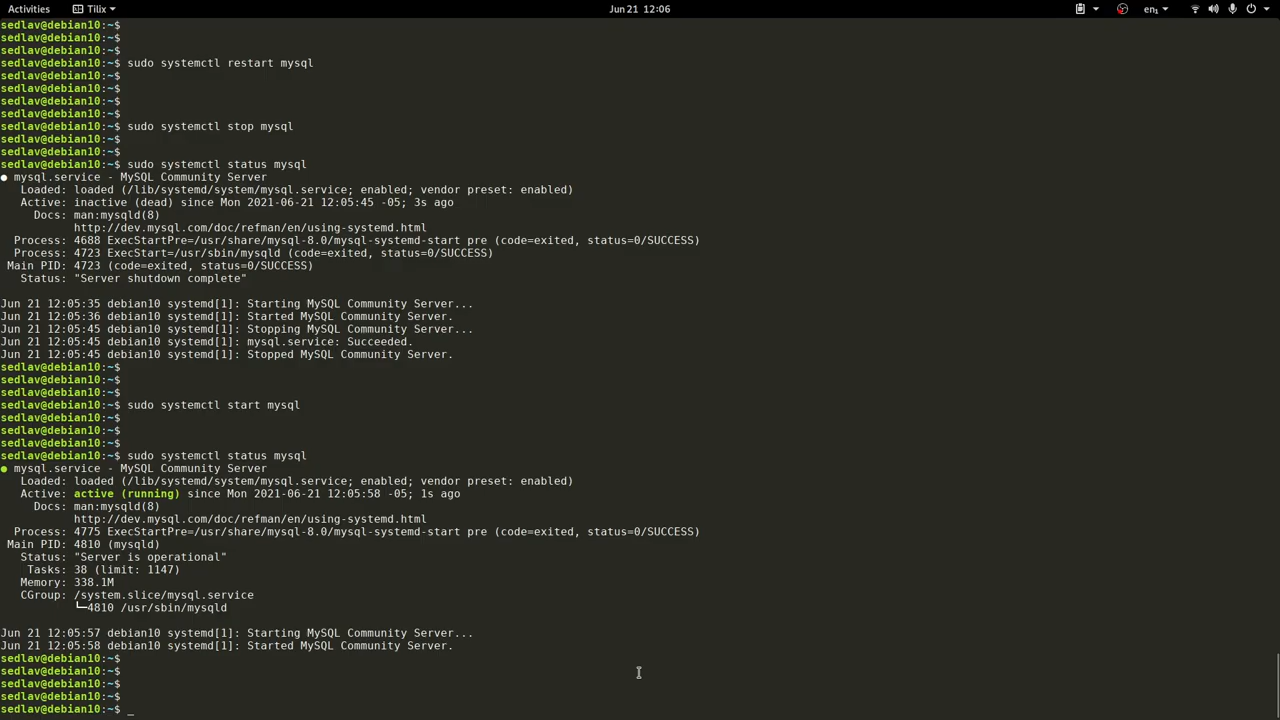 Activities Tilix Jun 21 12:06 en₁
sedlav@debian10:~$
sedlav@debian10:~$
sedlav@debian10:~$
sedlav@debian10:~$ sudo systemctl restart mysql
sedlav@debian10:~$
sedlav@debian10:~$
sedlav@debian10:~$
sedlav@debian10:~$
sedlav@debian10:~$ sudo systemctl stop mysql
sedlav@debian10:~$
sedlav@debian10:~$
sedlav@debian10:~$ sudo systemctl status mysql
● mysql.service - MySQL Community Server
Loaded: loaded (/lib/systemd/system/mysql.service; enabled; vendor preset: enabled)
Active: inactive (dead) since Mon 2021-06-21 12:05:45 -05; 3s ago
Docs: man:mysqld(8)
http://dev.mysql.com/doc/refman/en/using-systemd.html
Process: 4688 ExecStartPre=/usr/share/mysql-8.0/mysql-systemd-start pre (code=exited, status=0/SUCCESS)
Process: 4723 ExecStart=/usr/sbin/mysqld (code=exited, status=0/SUCCESS)
Main PID: 4723 (code=exited, status=0/SUCCESS)
Status: "Server shutdown complete"
Jun 21 12:05:35 debian10 systemd[1]: Starting MySQL Community Server...
Jun 21 12:05:36 debian10 systemd[1]: Started MySQL Community Server.
Jun 21 12:05:45 debian10 systemd[1]: Stopping MySQL Community Server...
Jun 21 12:05:45 debian10 systemd[1]: mysql.service: Succeeded.
Jun 21 12:05:45 debian10 systemd[1]: Stopped MySQL Community Server.
sedlav@debian10:~$
sedlav@debian10:~$
sedlav@debian10:~$
sedlav@debian10:~$ sudo systemctl start mysql
sedlav@debian10:~$
sedlav@debian10:~$
sedlav@debian10:~$
sedlav@debian10:~$ sudo systemctl status mysql
● mysql.service - MySQL Community Server
Loaded: loaded (/lib/systemd/system/mysql.service; enabled; vendor preset: enabled)
Active: active (running) since Mon 2021-06-21 12:05:58 -05; 1s ago
Docs: man:mysqld(8)
http://dev.mysql.com/doc/refman/en/using-systemd.html
Process: 4775 ExecStartPre=/usr/share/mysql-8.0/mysql-systemd-start pre (code=exited, status=0/SUCCESS)
Main PID: 4810 (mysqld)
Status: "Server is operational"
Tasks: 38 (limit: 1147)
Memory: 338.1M
CGroup: /system.slice/mysql.service
└─4810 /usr/sbin/mysqld
Jun 21 12:05:57 debian10 systemd[1]: Starting MySQL Community Server...
Jun 21 12:05:58 debian10 systemd[1]: Started MySQL Community Server.
sedlav@debian10:~$
sedlav@debian10:~$
sedlav@debian10:~$
sedlav@debian10:~$
sedlav@debian10:~$ _